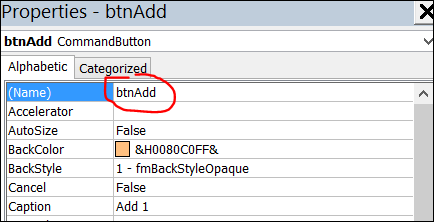 Properties - btnAdd
btnAdd CommandButton
Alphabetic Categorized
(Name) btnAdd
Accelerator
AutoSize False
BackColor &H0080C0FF&
BackStyle 1 - fmBackStyleOpaque
Cancel False
Caption Add 1